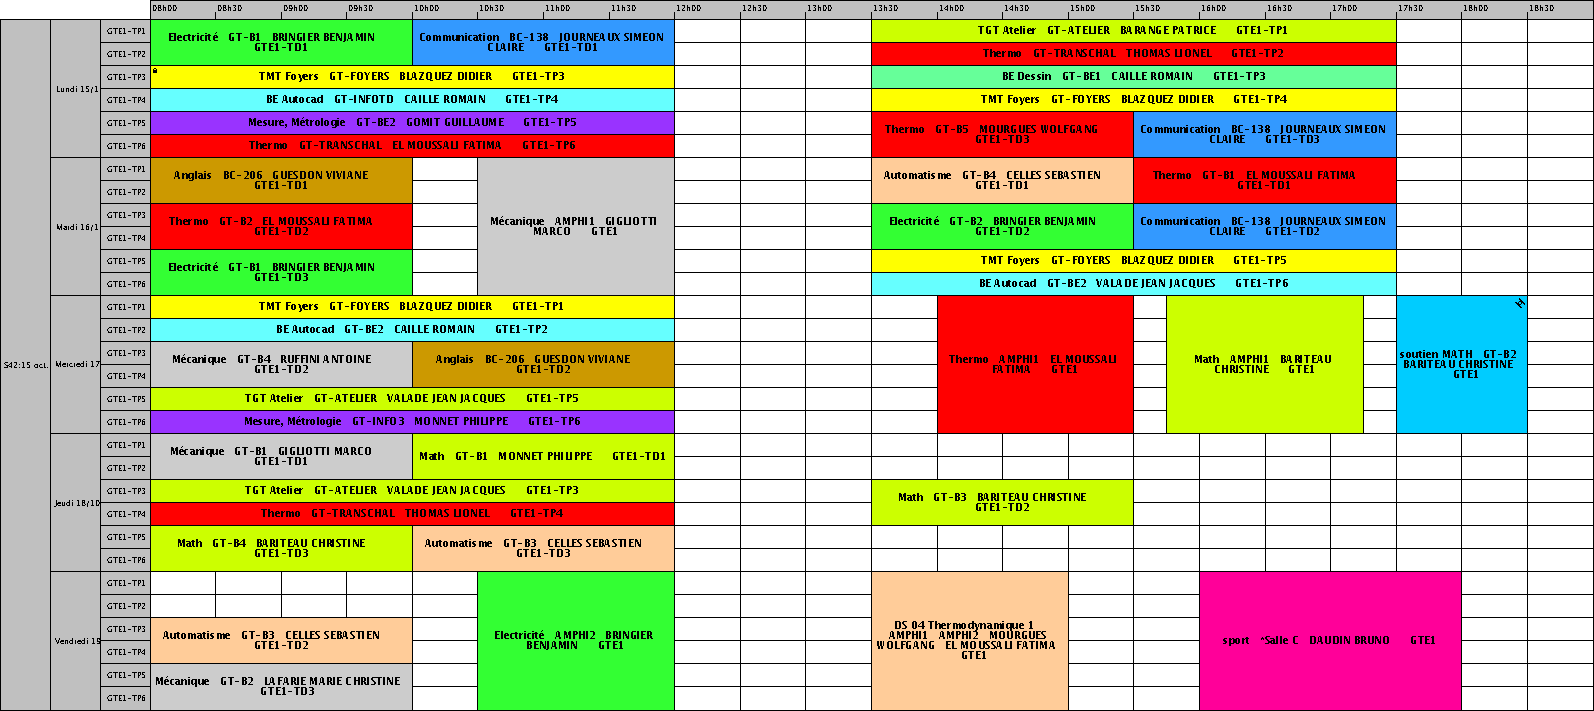 08h00 08h30 09h00 09h30 10h00 10h30 11h00 11h30 12h00 12h30 13h00 13h30 14h00 14h30 15h00 15h30 16h00 16h30 17h00 17h30 18h00 18h30
S42:15 oct.
Lundi 15/1
GTE1-TP1
GTE1-TP2
GTE1-TP3
GTE1-TP4
GTE1-TP5
GTE1-TP6
Electricité GT-B1 BRINGIER BENJAMIN
GTE1-TD1
Communication BC-138 JOURNEAUX SIMEON
CLAIRE GTE1-TD1
TGT Atelier GT-ATELIER BARANGE PATRICE GTE1-TP1
Thermo GT-TRANSCHAL THOMAS LIONEL GTE1-TP2
TMT Foyers GT-FOYERS BLAZQUEZ DIDIER GTE1-TP3
BE Dessin GT-BE1 CAILLE ROMAIN GTE1-TP3
BE Autocad GT-INFOTD CAILLE ROMAIN GTE1-TP4
TMT Foyers GT-FOYERS BLAZQUEZ DIDIER GTE1-TP4
Mesure, Métrologie GT-BE2 GOMIT GUILLAUME GTE1-TP5
Thermo GT-TRANSCHAL EL MOUSSALI FATIMA GTE1-TP6
Thermo GT-B5 MOURGUES WOLFGANG
GTE1-TD3
Communication BC-138 JOURNEAUX SIMEON
CLAIRE GTE1-TD3
Mardi 16/1
GTE1-TP1
GTE1-TP2
GTE1-TP3
GTE1-TP4
GTE1-TP5
GTE1-TP6
Anglais BC-206 GUESDON VIVIANE
GTE1-TD1
Thermo GT-B2 EL MOUSSALI FATIMA
GTE1-TD2
Electricité GT-B1 BRINGIER BENJAMIN
GTE1-TD3
Mécanique AMPHI1 GIGLIOTTI
MARCO GTE1
Automatisme GT-B4 CELLES SEBASTIEN
GTE1-TD1
Thermo GT-B1 EL MOUSSALI FATIMA
GTE1-TD1
Electricité GT-B2 BRINGIER BENJAMIN
GTE1-TD2
Communication BC-138 JOURNEAUX SIMEON
CLAIRE GTE1-TD2
TMT Foyers GT-FOYERS BLAZQUEZ DIDIER GTE1-TP5
BE Autocad GT-BE2 VALADE JEAN JACQUES GTE1-TP6
Mercredi 17
GTE1-TP1
GTE1-TP2
GTE1-TP3
GTE1-TP4
GTE1-TP5
GTE1-TP6
TMT Foyers GT-FOYERS BLAZQUEZ DIDIER GTE1-TP1
BE Autocad GT-BE2 CAILLE ROMAIN GTE1-TP2
Mécanique GT-B4 RUFFINI ANTOINE
GTE1-TD2
Anglais BC-206 GUESDON VIVIANE
GTE1-TD2
TGT Atelier GT-ATELIER VALADE JEAN JACQUES GTE1-TP5
Mesure, Métrologie GT-INFO3 MONNET PHILIPPE GTE1-TP6
Thermo AMPHI1 EL MOUSSALI
FATIMA GTE1
Math AMPHI1 BARITEAU
CHRISTINE GTE1
soutien MATH GT-B2
BARITEAU CHRISTINE
GTE1
Jeudi 18/10
GTE1-TP1
GTE1-TP2
GTE1-TP3
GTE1-TP4
GTE1-TP5
GTE1-TP6
Mécanique GT-B1 GIGLIOTTI MARCO
GTE1-TD1
Math GT-B1 MONNET PHILIPPE GTE1-TD1
TGT Atelier GT-ATELIER VALADE JEAN JACQUES GTE1-TP3
Thermo GT-TRANSCHAL THOMAS LIONEL GTE1-TP4
Math GT-B3 BARITEAU CHRISTINE
GTE1-TD2
Math GT-B4 BARITEAU CHRISTINE
GTE1-TD3
Automatisme GT-B3 CELLES SEBASTIEN
GTE1-TD3
Vendredi 19
GTE1-TP1
GTE1-TP2
GTE1-TP3
GTE1-TP4
GTE1-TP5
GTE1-TP6
Automatisme GT-B3 CELLES SEBASTIEN
GTE1-TD2
Mécanique GT-B2 LAFARIE MARIE CHRISTINE
GTE1-TD3
Electricité AMPHI2 BRINGIER
BENJAMIN GTE1
DS 04 Thermodynamique 1
AMPHI1 AMPHI2 MOURGUES
WOLFGANG EL MOUSSALI FATIMA
GTE1
sport *Salle C DAUDIN BRUNO GTE1